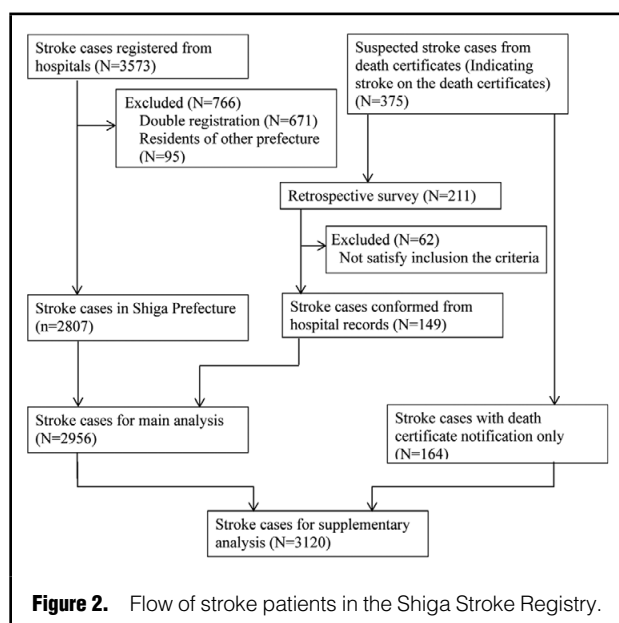 Stroke cases registered from
hospitals (N=3573)
Suspected stroke cases from
death certificates (Indicating
stroke on the death certificates)
N=375)
Excluded (N=766)
Double registration (N=671)
Residents of other prefecture
(N=95)
Retrospective survey (N=211)
Excluded (N=62)
Not satisfy inclusion the criteria
Stroke cases in Shiga Prefecture
(n=2807)
Stroke cases conformed from
hospital records (N=149)
Stroke cases for main analysis
(N=2956)
Stroke cases with death
certificate notification only
(N=164)
Stroke cases for supplementary
analysis (N=3120)
Figure 2. Flow of stroke patients in the Shiga Stroke Registry.